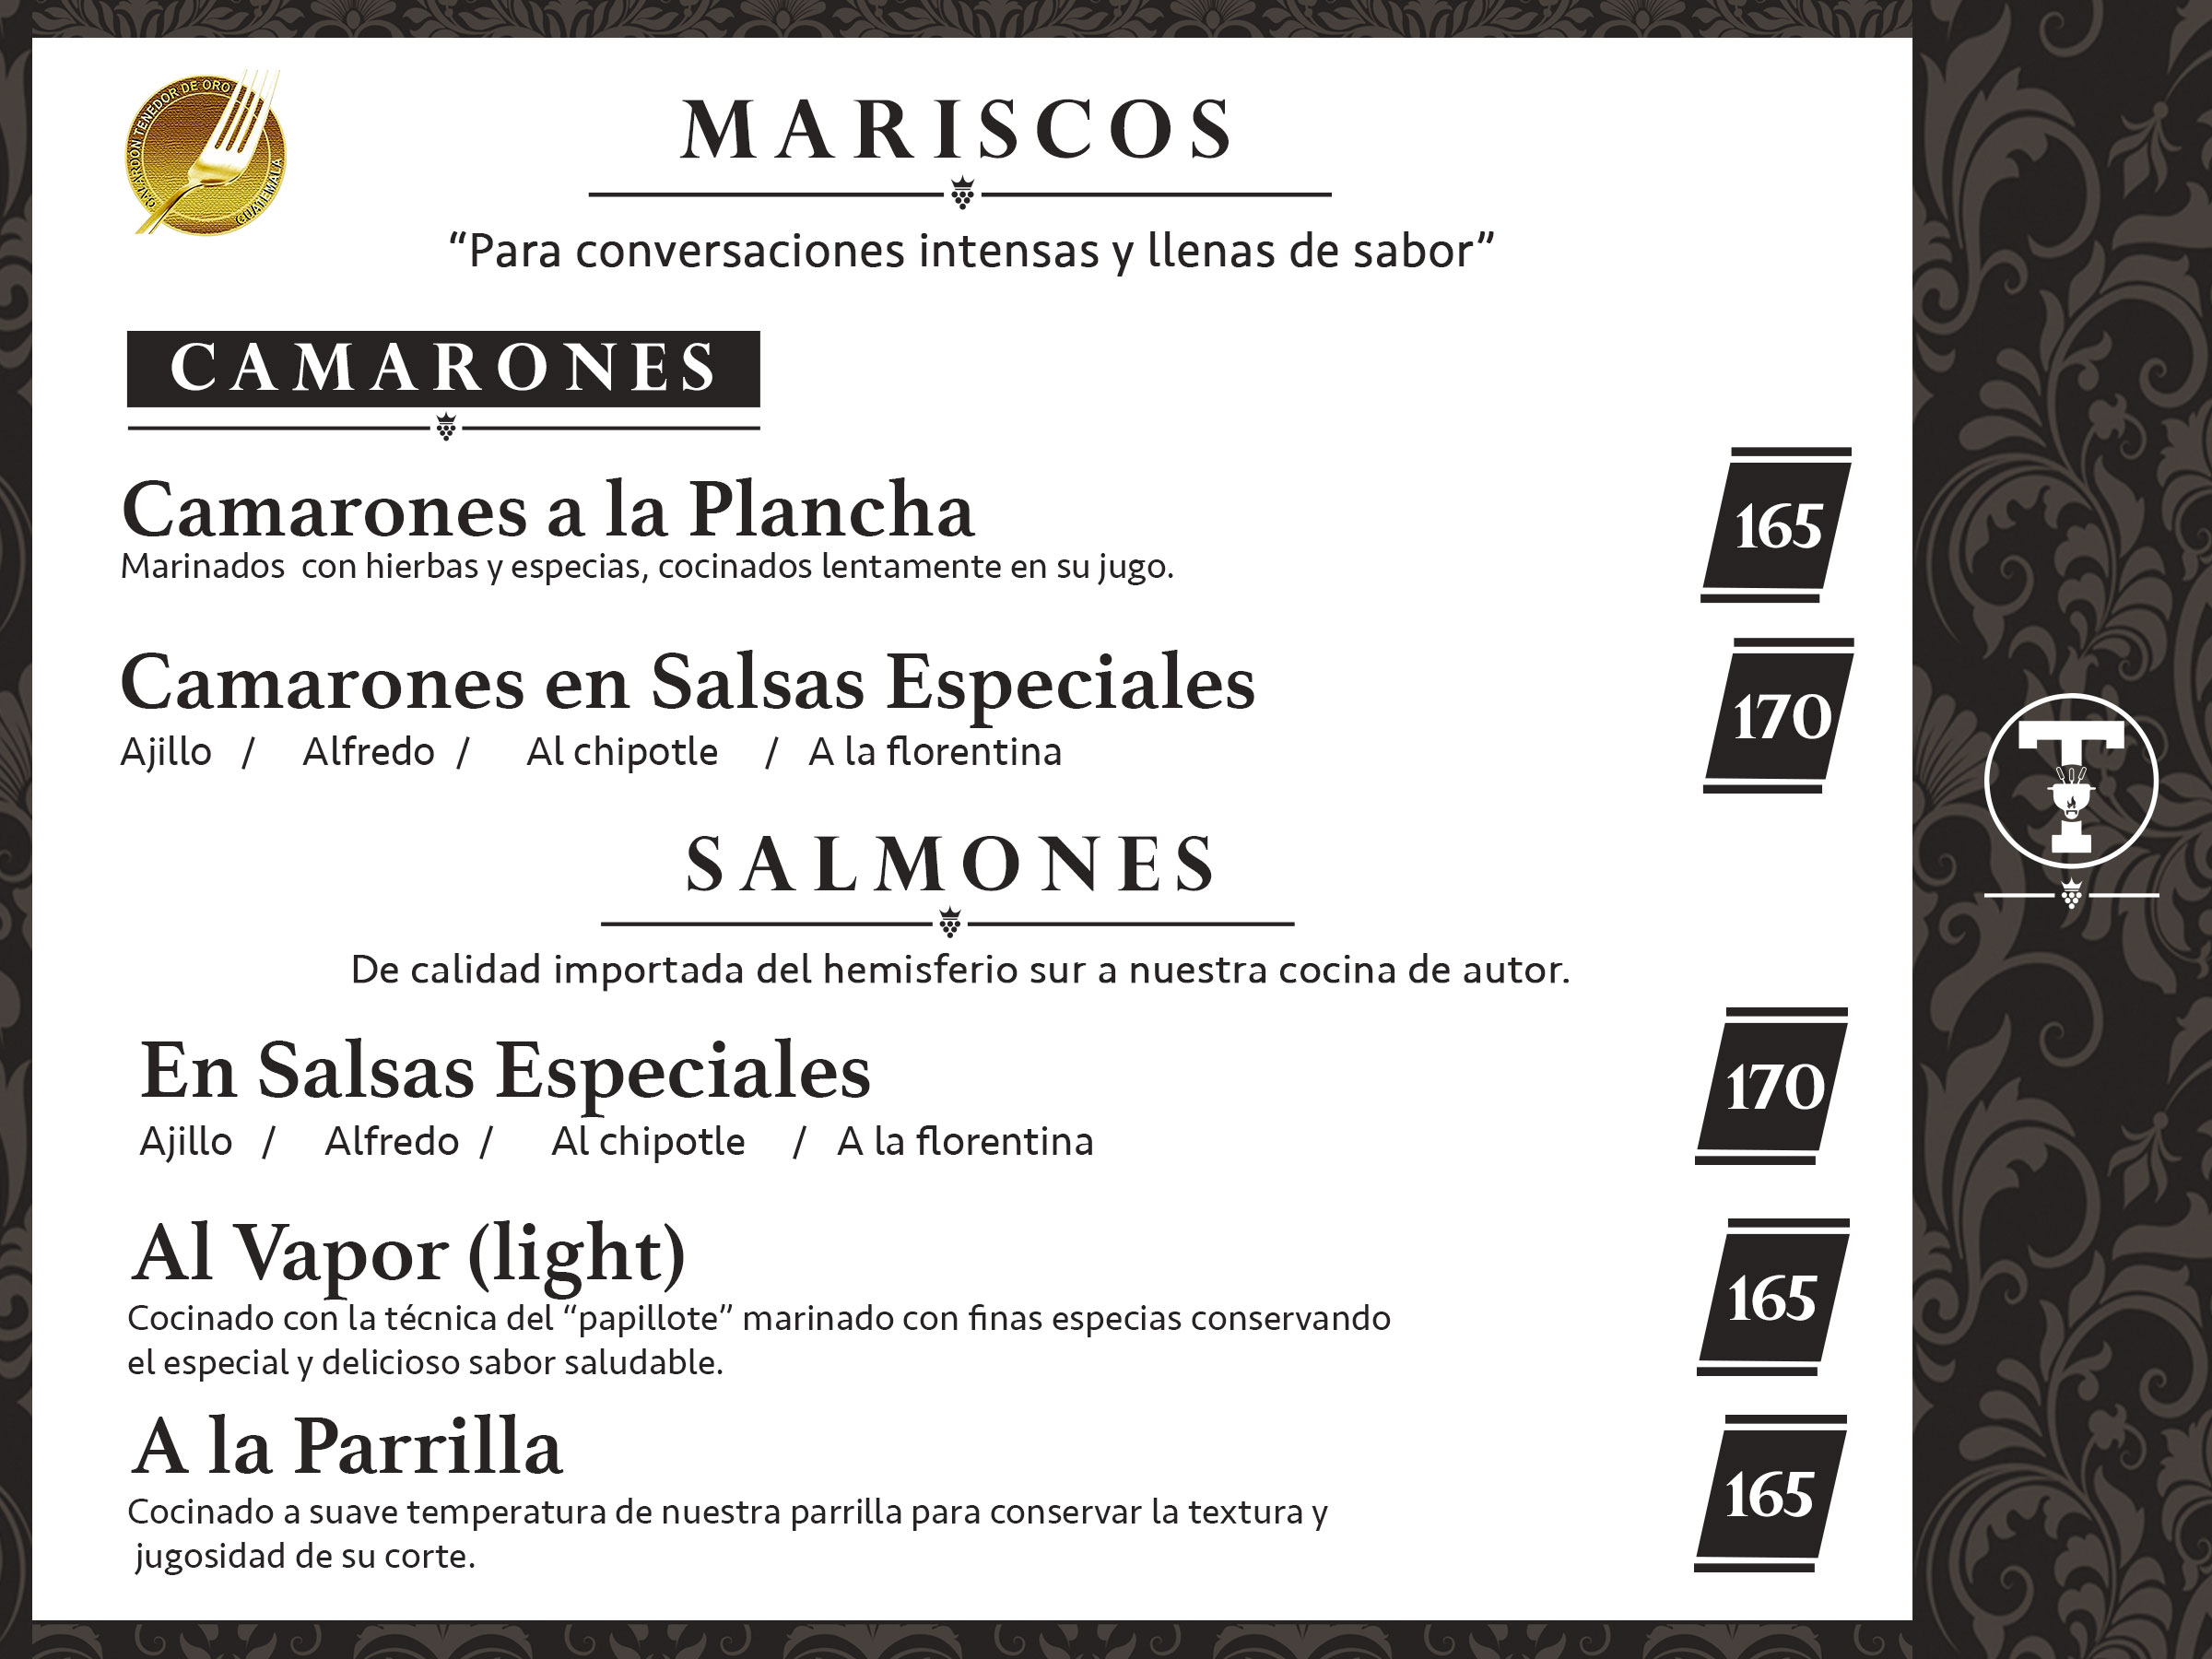 GALARDÓN TENEDOR DE ORO
GUATEMALA
MARISCOS
“Para conversaciones intensas y llenas de sabor”
CAMARONES
Camarones a la Plancha
165
Marinados con hierbas y especias, cocinados lentamente en su jugo.
Camarones en Salsas Especiales
170
Ajillo / Alfredo / Al chipotle / A la florentina
T
SALMONES
De calidad importada del hemisferio sur a nuestra cocina de autor.
En Salsas Especiales
170
Ajillo / Alfredo / Al chipotle / A la florentina
Al Vapor (light)
165
Cocinado con la técnica del “papillote” marinado con finas especias conservando
el especial y delicioso sabor saludable.
A la Parrilla
165
Cocinado a suave temperatura de nuestra parrilla para conservar la textura y
jugosidad de su corte.